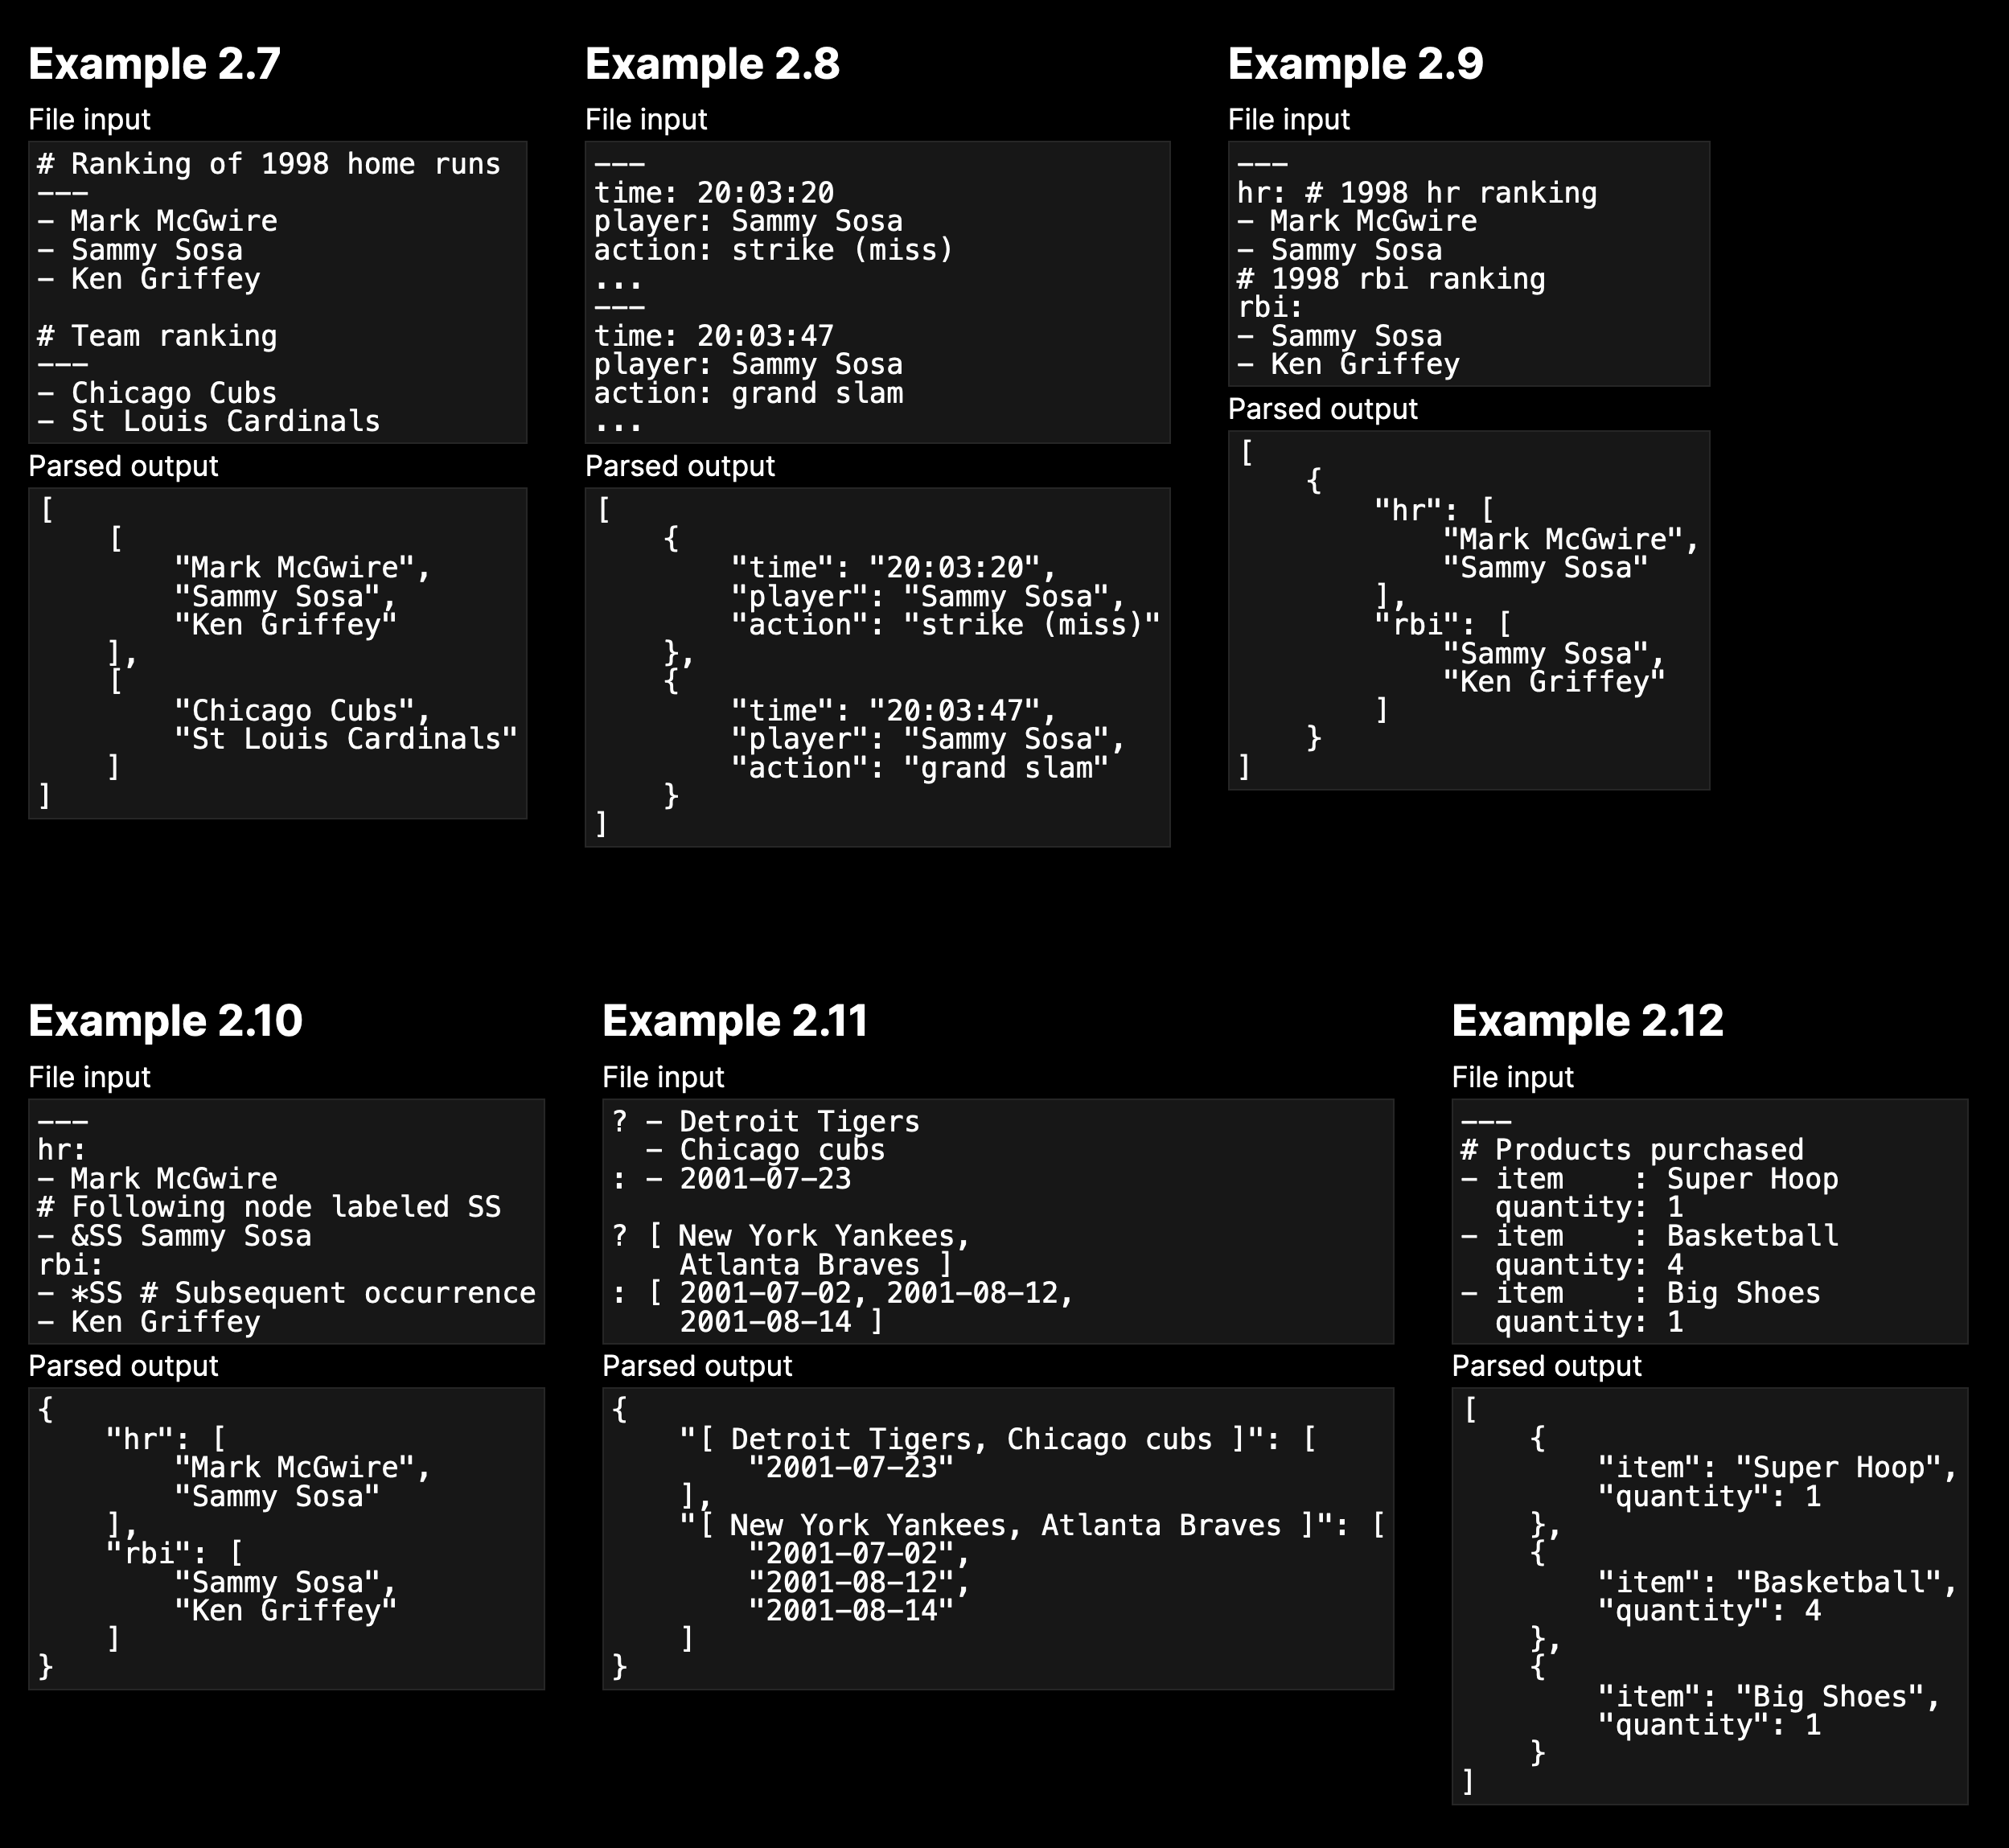 Example 2.7
File input
# Ranking of 1998 home runs
---
- Mark McGwire
- Sammy Sosa
- Ken Griffey

# Team ranking
---
- Chicago Cubs
- St Louis Cardinals
Parsed output
[
    [
        "Mark McGwire",
        "Sammy Sosa",
        "Ken Griffey"
    ],
    [
        "Chicago Cubs",
        "St Louis Cardinals"
    ]
]
Example 2.8
File input
---
time: 20:03:20
player: Sammy Sosa
action: strike (miss)
...
---
time: 20:03:47
player: Sammy Sosa
action: grand slam
...
Parsed output
[
    {
        "time": "20:03:20",
        "player": "Sammy Sosa",
        "action": "strike (miss)"
    },
    {
        "time": "20:03:47",
        "player": "Sammy Sosa",
        "action": "grand slam"
    }
]
Example 2.9
File input
---
hr: # 1998 hr ranking
- Mark McGwire
- Sammy Sosa
# 1998 rbi ranking
rbi:
- Sammy Sosa
- Ken Griffey
Parsed output
[
    {
        "hr": [
            "Mark McGwire",
            "Sammy Sosa"
        ],
        "rbi": [
            "Sammy Sosa",
            "Ken Griffey"
        ]
    }
]
Example 2.10
File input
---
hr:
- Mark McGwire
# Following node labeled SS
- &SS Sammy Sosa
rbi:
- *SS # Subsequent occurrence
- Ken Griffey
Parsed output
{
    "hr": [
        "Mark McGwire",
        "Sammy Sosa"
    ],
    "rbi": [
        "Sammy Sosa",
        "Ken Griffey"
    ]
}
Example 2.11
File input
? - Detroit Tigers
  - Chicago cubs
: - 2001-07-23

? [ New York Yankees,
    Atlanta Braves ]
: [ 2001-07-02, 2001-08-12,
    2001-08-14 ]
Parsed output
{
    "[ Detroit Tigers, Chicago cubs ]": [
        "2001-07-23"
    ],
    "[ New York Yankees, Atlanta Braves ]": [
        "2001-07-02",
        "2001-08-12",
        "2001-08-14"
    ]
}
Example 2.12
File input
---
# Products purchased
- item    : Super Hoop
  quantity: 1
- item    : Basketball
  quantity: 4
- item    : Big Shoes
  quantity: 1
Parsed output
[
    {
        "item": "Super Hoop",
        "quantity": 1
    },
    {
        "item": "Basketball",
        "quantity": 4
    },
    {
        "item": "Big Shoes",
        "quantity": 1
    }
]